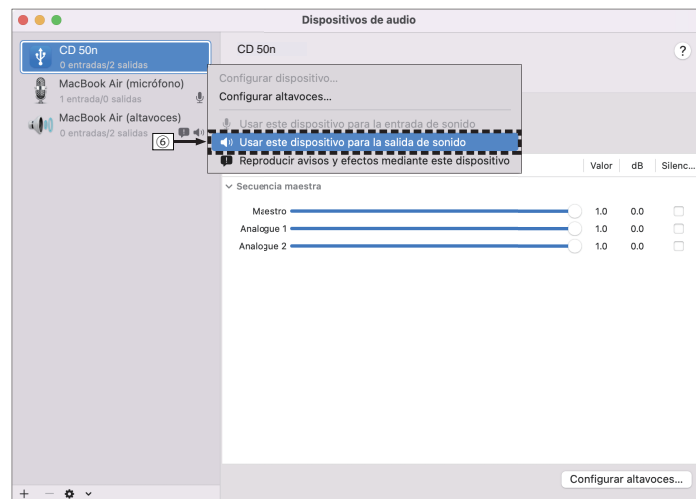 Dispositivos de audio
CD 50n
0 entradas/2 salidas
MacBook Air (micrófono)
1 entrada/0 salidas
MacBook Air (altavoces)
0 entradas/2 salidas
⑥
CD 50n
?
Configurar dispositivo...
Configurar altavoces...
Usar este dispositivo para la entrada de sonido
Usar este dispositivo para la salida de sonido
Reproducir avisos y efectos mediante este dispositivo
Valor dB Silenc...
Secuencia maestra
Maestro 1.0 0.0
Analogue 1 1.0 0.0
Analogue 2 1.0 0.0
Configurar altavoces...